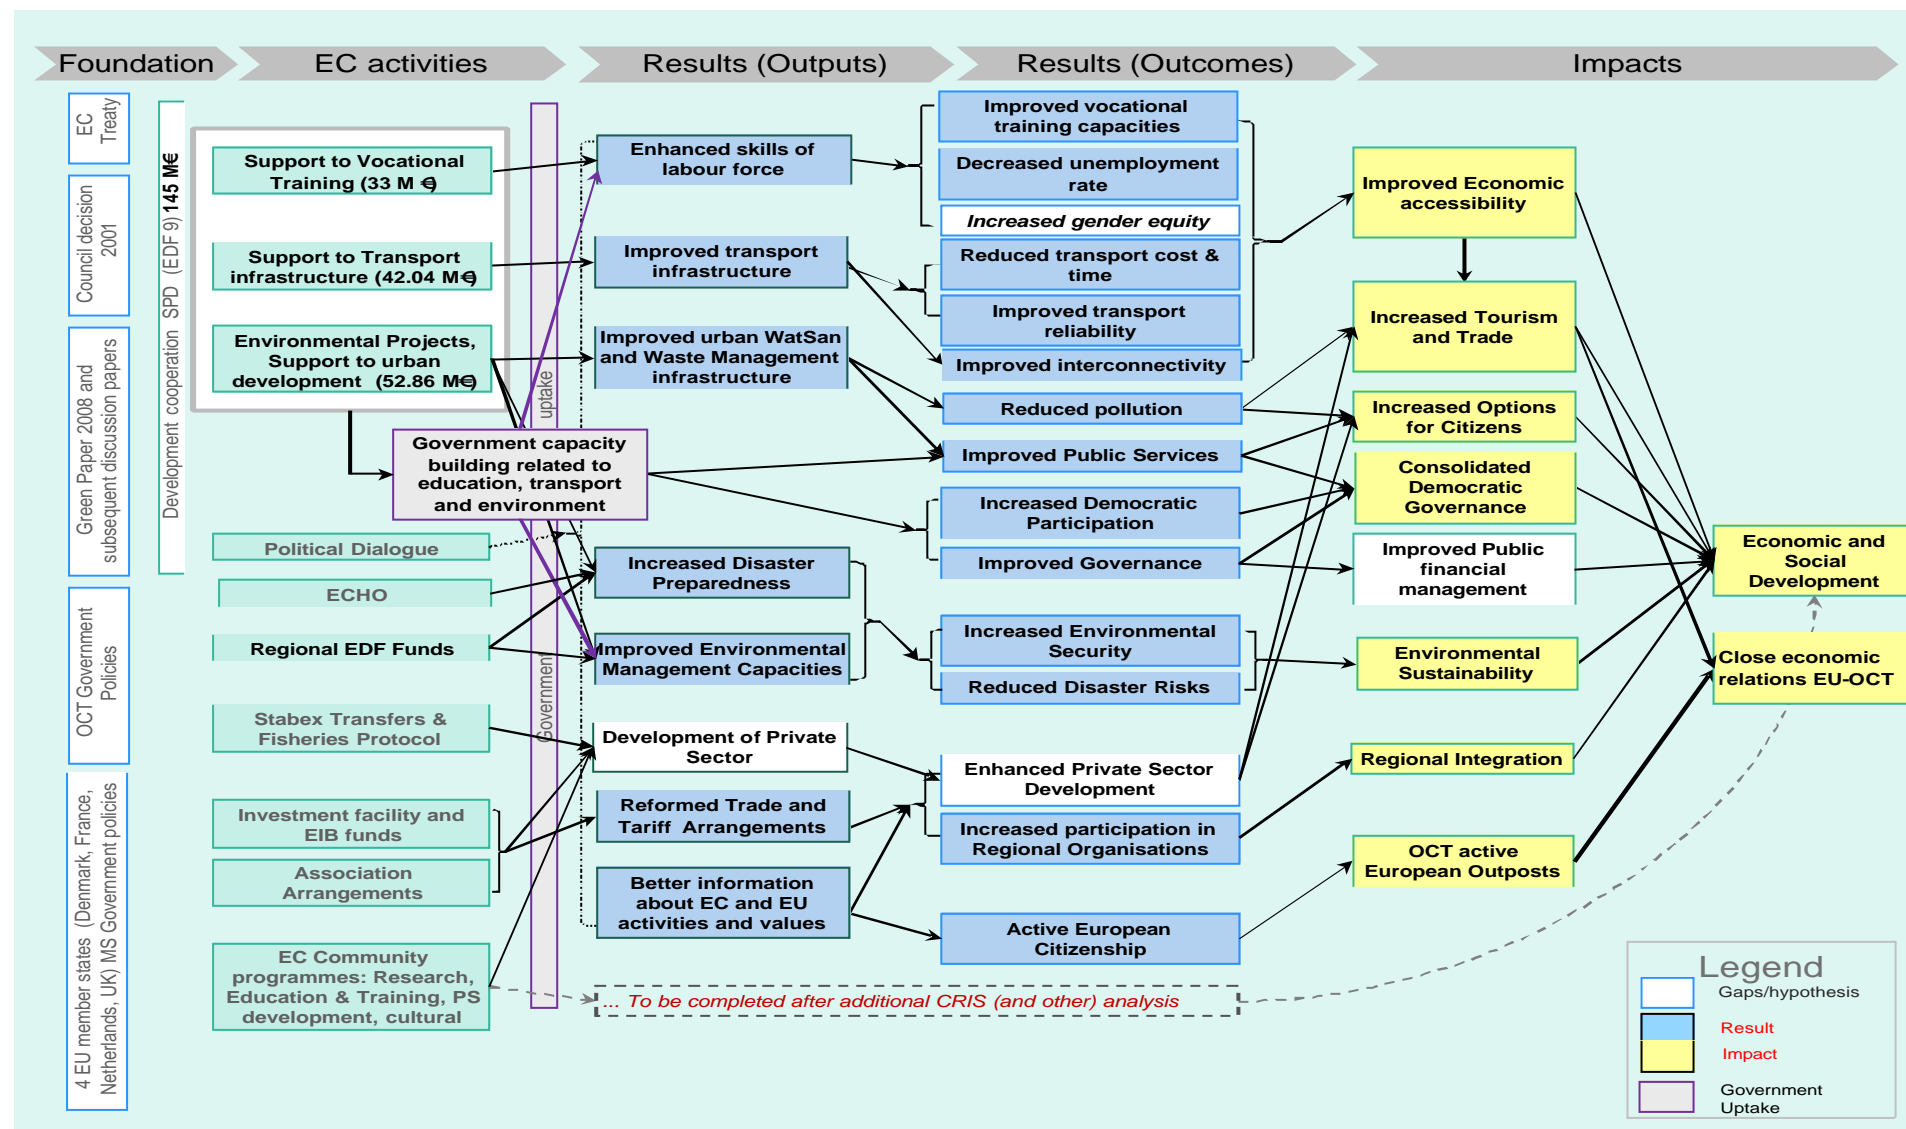 Foundation
EC activities
Results (Outputs)
Results (Outcomes)
Impacts
EC
Treaty
Council decision
2001
Green Paper 2008 and
subsequent discussion papers
OCT Government
Policies
4 EU member states (Denmark, France,
Netherlands, UK) MS Government policies
Development cooperation SPD (EDF 9) 145 M€
Support to Vocational
Training (33 M €)
Support to Transport
infrastructure (42.04 M€)
Environmental Projects,
Support to urban
development (52.86 M€)
Government capacity
building related to
education, transport
and environment
Political Dialogue
ECHO
Regional EDF Funds
Stabex Transfers &
Fisheries Protocol
Investment facility and
EIB funds
Association
Arrangements
EC Community
programmes: Research,
Education & Training, PS
development, cultural
Government
uptake
Enhanced skills of
labour force
Improved transport
infrastructure
Improved urban WatSan
and Waste Management
infrastructure
Increased Disaster
Preparedness
Improved Environmental
Management Capacities
Development of Private
Sector
Reformed Trade and
Tariff Arrangements
Better information
about EC and EU
activities and values
... To be completed after additional CRIS (and other) analysis
Improved vocational
training capacities
Decreased unemployment
rate
Increased gender equity
Reduced transport cost &
time
Improved transport
reliability
Improved interconnectivity
Reduced pollution
Improved Public Services
Increased Democratic
Participation
Improved Governance
Increased Environmental
Security
Reduced Disaster Risks
Enhanced Private Sector
Development
Increased participation in
Regional Organisations
Active European
Citizenship
Improved Economic
accessibility
Increased Tourism
and Trade
Increased Options
for Citizens
Consolidated
Democratic
Governance
Improved Public
financial
management
Environmental
Sustainability
Regional Integration
OCT active
European Outposts
Economic and
Social
Development
Close economic
relations EU-OCT
Legend
Gaps/hypothesis
Result
Impact
Government
Uptake